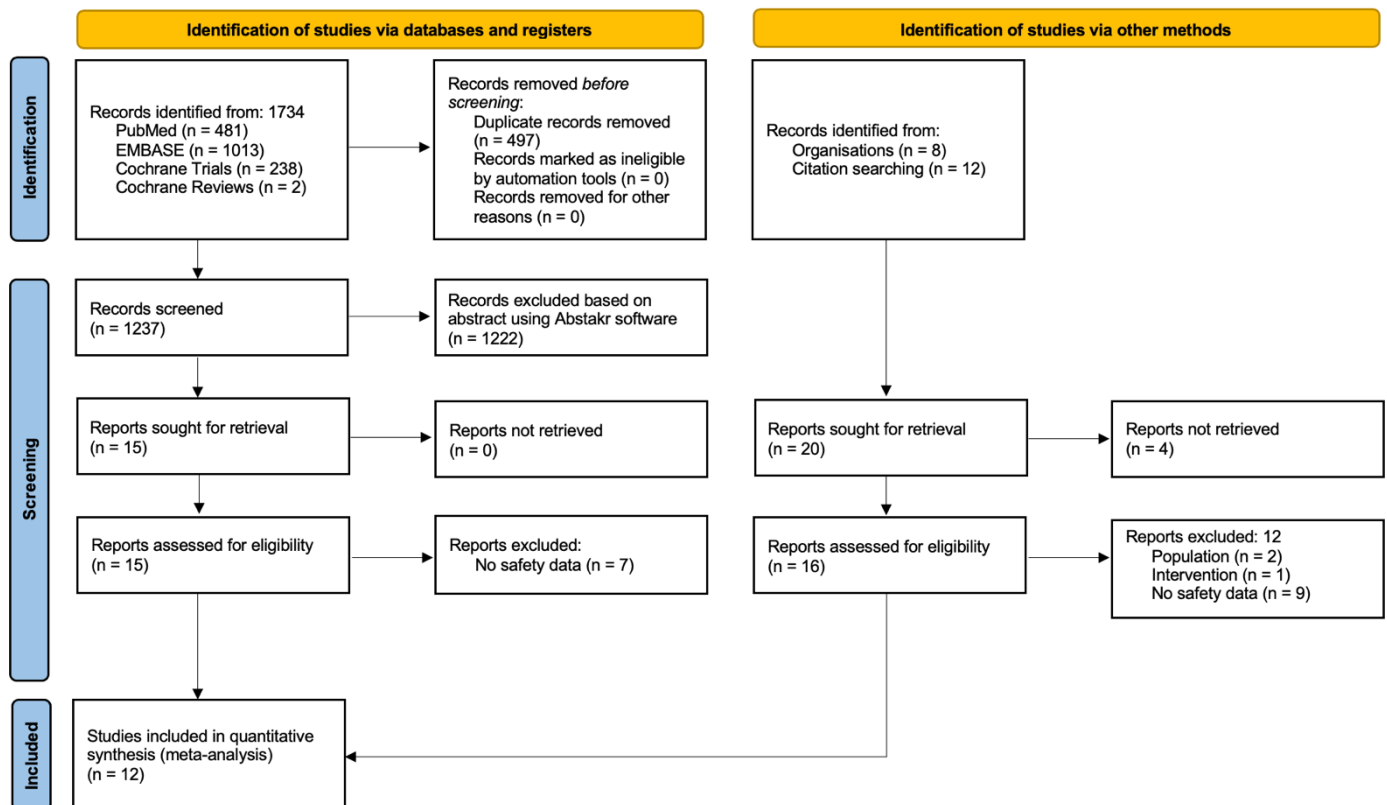 Identification of studies via databases and registers
Identification of studies via other methods
Identification
Records identified from: 1734
PubMed (n = 481)
EMBASE (n = 1013)
Cochrane Trials (n = 238)
Cochrane Reviews (n = 2)
Records removed before
screening:
Duplicate records removed
(n = 497)
Records marked as ineligible
by automation tools (n = 0)
Records removed for other
reasons (n = 0)
Records identified from:
Organisations (n = 8)
Citation searching (n = 12)
Screening
Records screened
(n = 1237)
Records excluded based on
abstract using Abstakr software
(n = 1222)
Reports sought for retrieval
(n = 15)
Reports not retrieved
(n = 0)
Reports sought for retrieval
(n = 20)
Reports not retrieved
(n = 4)
Reports assessed for eligibility
(n = 15)
Reports excluded:
No safety data (n = 7)
Reports assessed for eligibility
(n = 16)
Reports excluded: 12
Population (n = 2)
Intervention (n = 1)
No safety data (n = 9)
Included
Studies included in quantitative
synthesis (meta-analysis)
(n = 12)